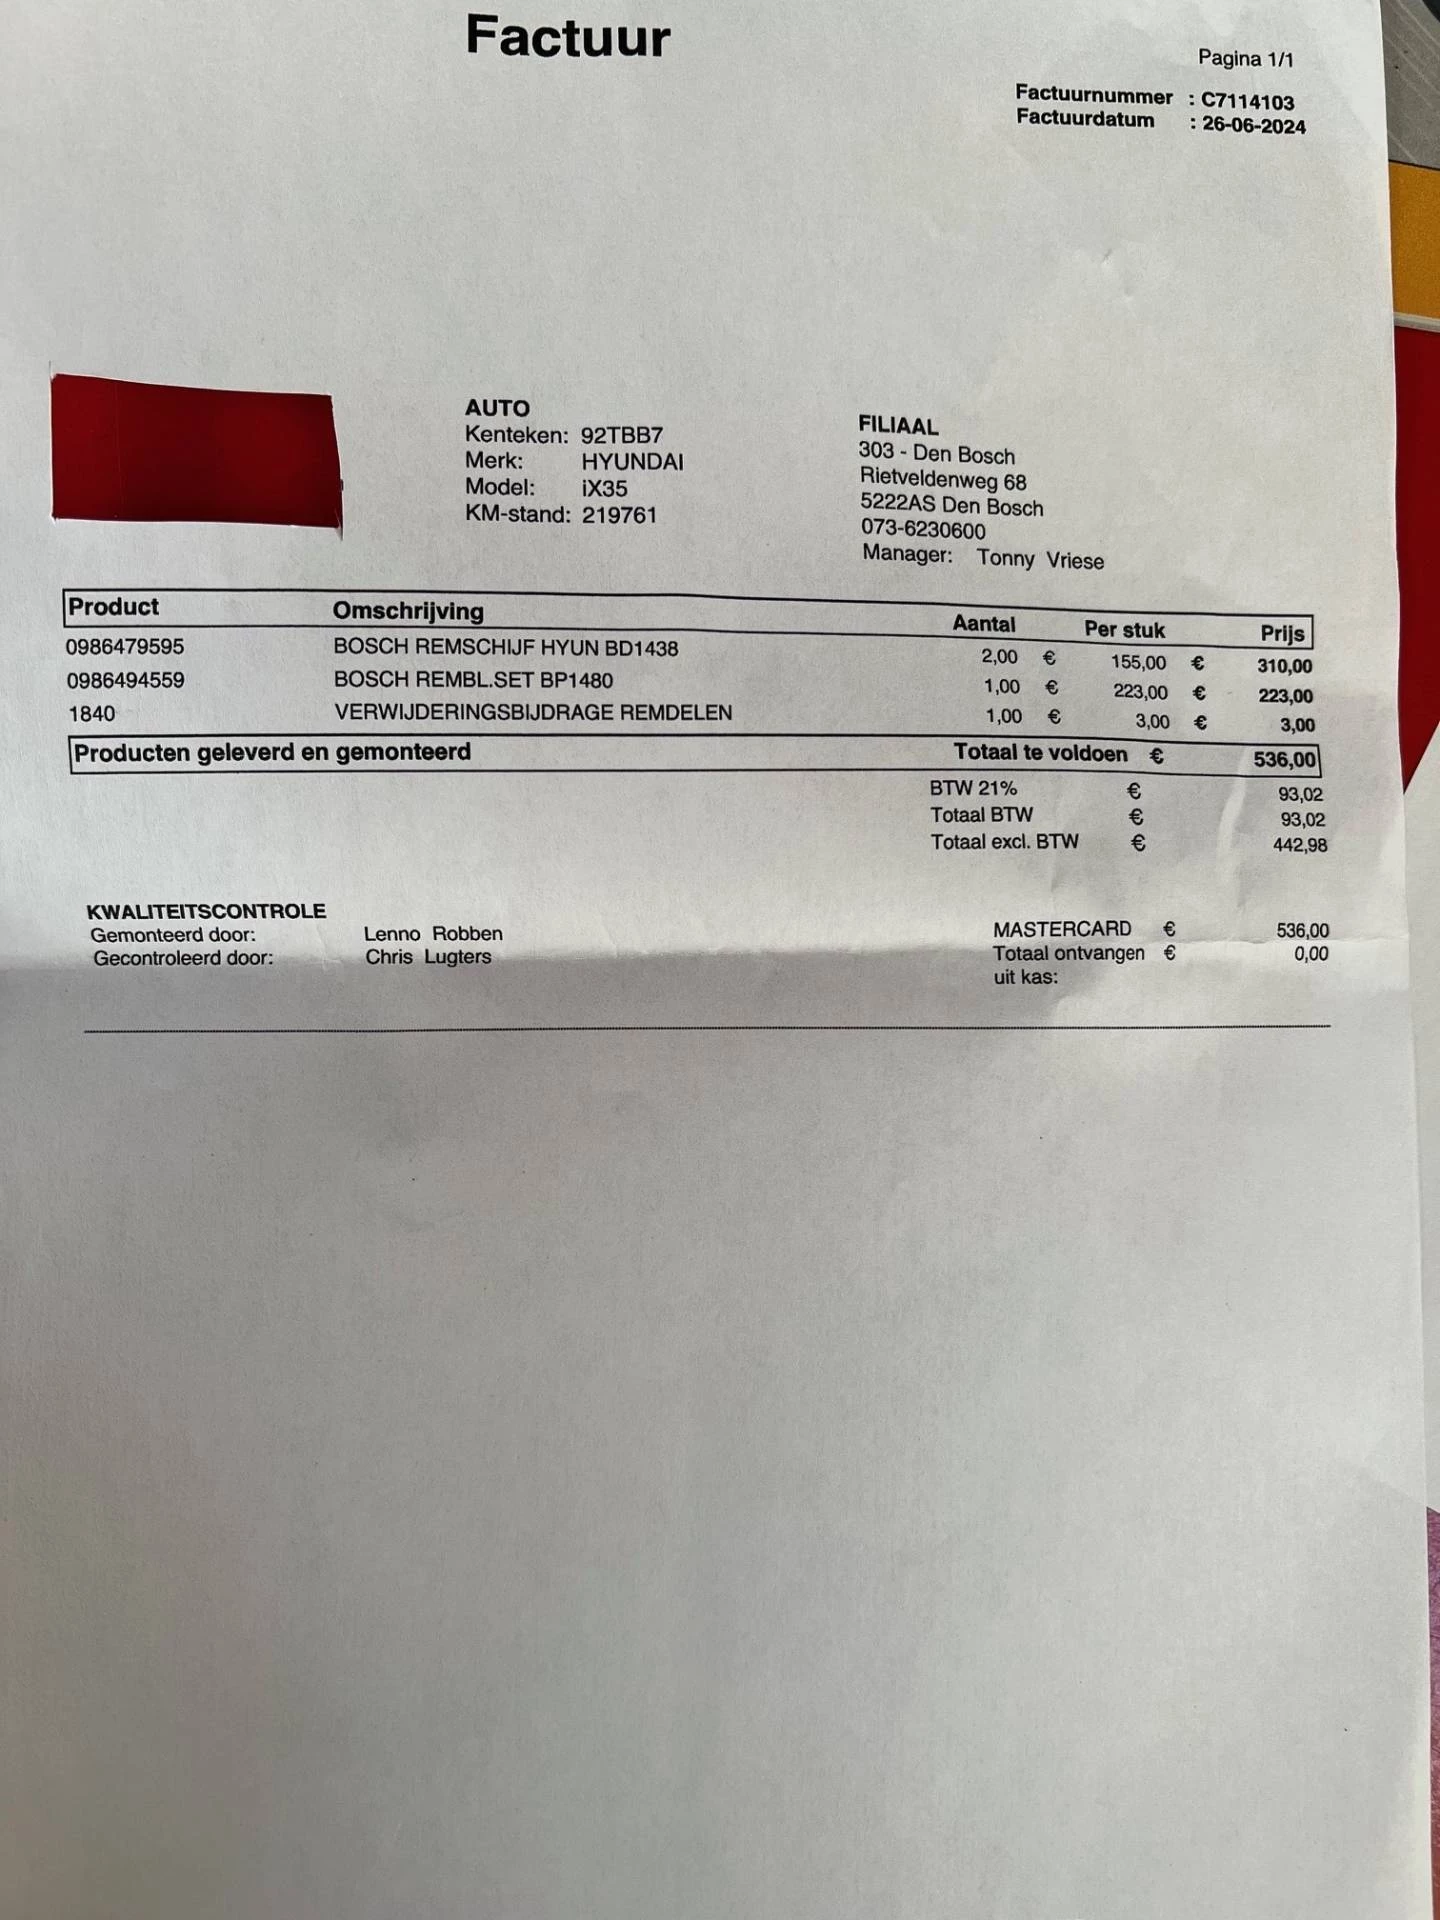 Factuur
Pagina 1/1
Factuurnummer : C7114103
Factuurdatum : 26-06-2024
AUTO
Kenteken: 92TBB7
Merk: HYUNDAI
Model: iX35
KM-stand: 219761
FILIAAL
303 - Den Bosch
Rietveldenweg 68
5222AS Den Bosch
073-6230600
Manager: Tonny Vriese
Product Omschrijving Aantal Per stuk Prijs
0986479595 BOSCH REMSCHIJF HYUN BD1438 2,00 € 155,00 € 310,00
0986494559 BOSCH REMBL.SET BP1480 1,00 € 223,00 € 223,00
1840 VERWIJDERINGSBIJDRAGE REMDELEN 1,00 € 3,00 € 3,00
Producten geleverd en gemonteerd Totaal te voldoen € 536,00
BTW 21% € 93,02
Totaal BTW € 93,02
Totaal excl. BTW € 442,98
KWALITEITSCONTROLE
Gemonteerd door: Lenno Robben
Gecontroleerd door: Chris Lugters
MASTERCARD € 536,00
Totaal ontvangen € 0,00
uit kas: